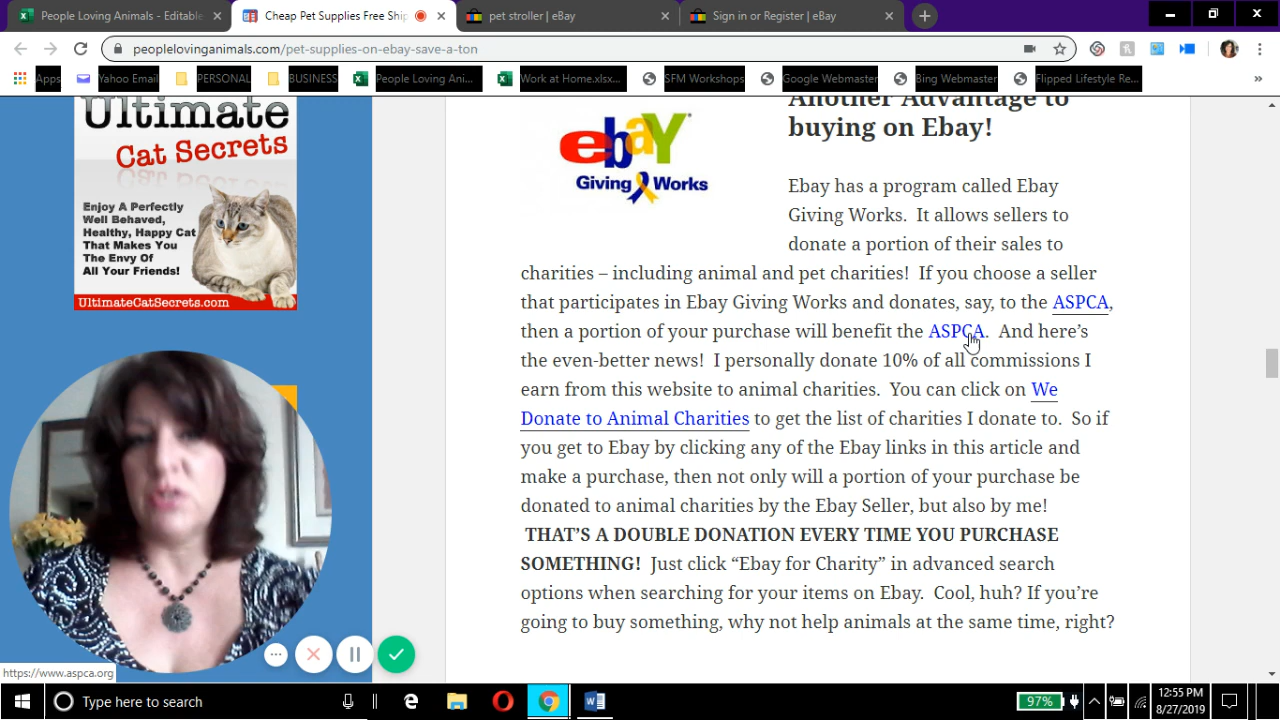 People Loving Animals - Editable
Cheap Pet Supplies Free Ship
pet stroller | eBay
Sign in or Register | eBay
peoplelovinganimals.com/pet-supplies-on-ebay-save-a-ton
Apps
Yahoo Email
PERSONAL
BUSINESS
People Loving Ani...
Work at Home.xlsx...
SFM Workshops
Google Webmaster
Bing Webmaster
Flipped Lifestyle Re...
»
Ultimate
Cat Secrets
Enjoy A Perfectly
Well Behaved,
Healthy, Happy Cat
That Makes You
The Envy Of
All Your Friends!
UltimateCatSecrets.com
ebay
Giving Works
Another Advantage to
buying on Ebay!
Ebay has a program called Ebay
Giving Works. It allows sellers to
donate a portion of their sales to
charities – including animal and pet charities! If you choose a seller
that participates in Ebay Giving Works and donates, say, to the ASPCA,
then a portion of your purchase will benefit the ASPCA. And here's
the even-better news! I personally donate 10% of all commissions I
earn from this website to animal charities. You can click on We
Donate to Animal Charities to get the list of charities I donate to. So if
you get to Ebay by clicking any of the Ebay links in this article and
make a purchase, then not only will a portion of your purchase be
donated to animal charities by the Ebay Seller, but also by me!
THAT'S A DOUBLE DONATION EVERY TIME YOU PURCHASE
SOMETHING! Just click “Ebay for Charity” in advanced search
options when searching for your items on Ebay. Cool, huh? If you're
going to buy something, why not help animals at the same time, right?
https://www.aspca.org
Type here to search
97%
12:55 PM
8/27/2019